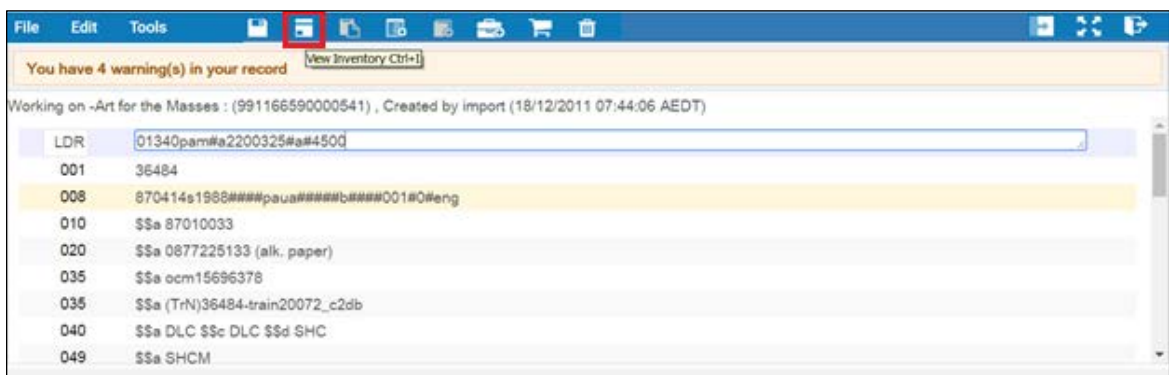 File Edit Tools
View Inventory Ctrl+I
You have 4 warning(s) in your record
Working on -Art for the Masses : (991166590000541) , Created by import (18/12/2011 07:44:06 AEDT)
LDR 01340pam#a2200325#a#4500
001 36484
008 870414s1988####paua#####b####001#0#eng
010 $$a 87010033
020 $$a 0877225133 (alk. paper)
035 $$a ocm15696378
035 $$a (TrN)36484-train20072_c2db
040 $$a DLC $$c DLC $$d SHC
049 $$a SHCM